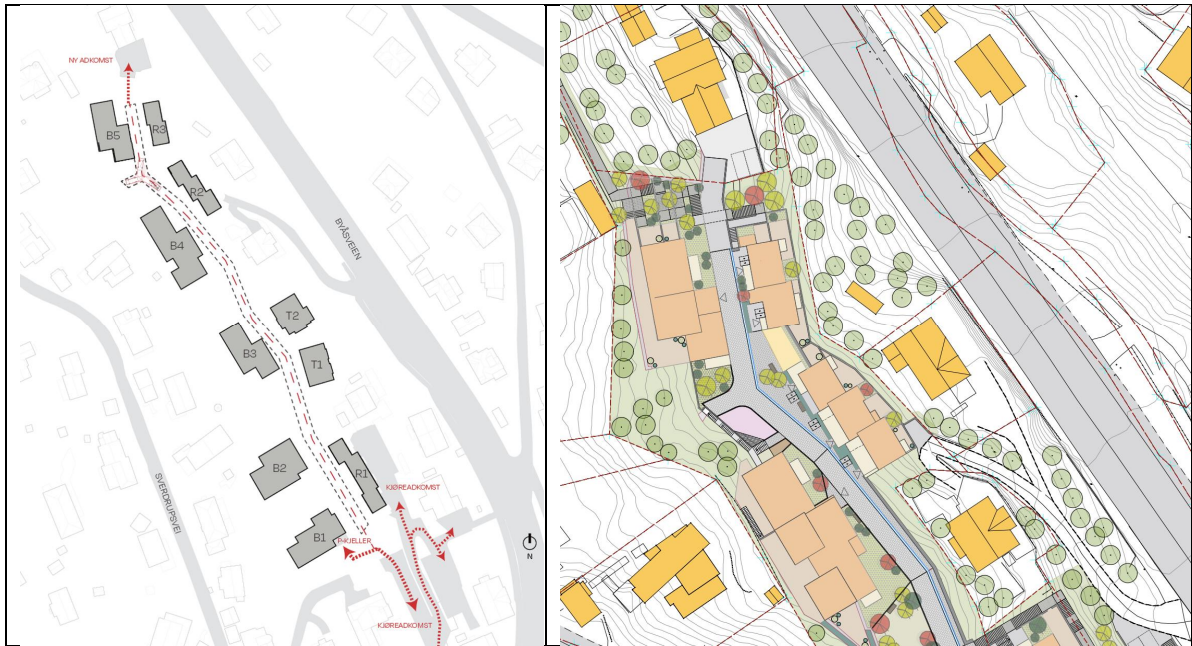 NY ADKOMST
B5
R3
R2
B4
BYÅSVEIEN
T2
B3
T1
B2
R1
SVERDRUPSVEI
KJØREADKOMST
B1
P-KJELLER
N
KJØREADKOMST